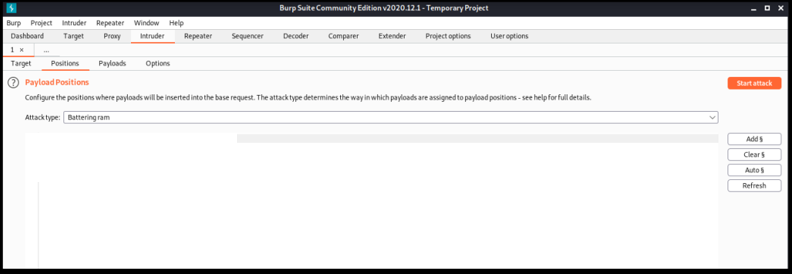 Burp Suite Community Edition v2020.12.1 - Temporary Project
Burp Project Intruder Repeater Window Help
Dashboard Target Proxy Intruder Repeater Sequencer Decoder Comparer Extender Project options User options
1 × ...
Target Positions Payloads Options
? Payload Positions Start attack
Configure the positions where payloads will be inserted into the base request. The attack type determines the way in which payloads are assigned to payload positions - see help for full details.
Attack type: Battering ram
Add §
Clear §
Auto §
Refresh